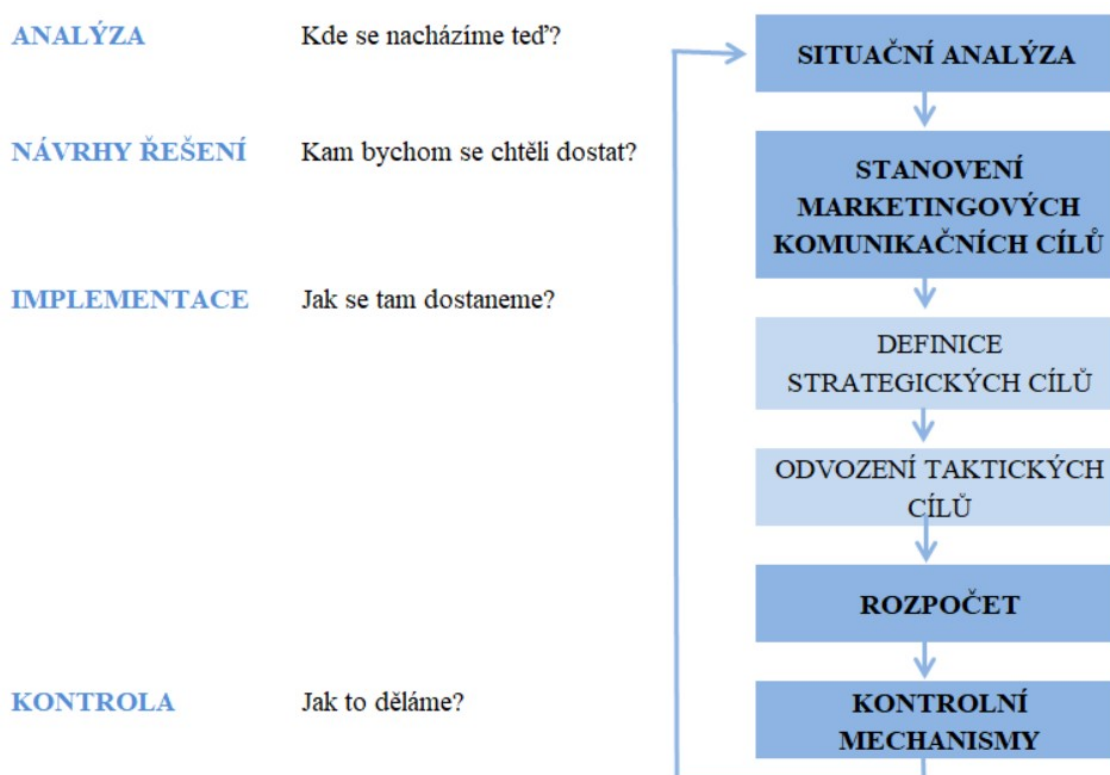 ANALÝZA Kde se nacházíme teď?
SITUAČNÍ ANALÝZA
NÁVRHY ŘEŠENÍ Kam bychom se chtěli dostat?
STANOVENÍ
MARKETINGOVÝCH
KOMUNIKAČNÍCH CÍLŮ
IMPLEMENTACE Jak se tam dostaneme?
DEFINICE
STRATEGICKÝCH CÍLŮ
ODVOZENÍ TAKTICKÝCH
CÍLŮ
ROZPOČET
KONTROLA Jak to děláme?
KONTROLNÍ
MECHANISMY